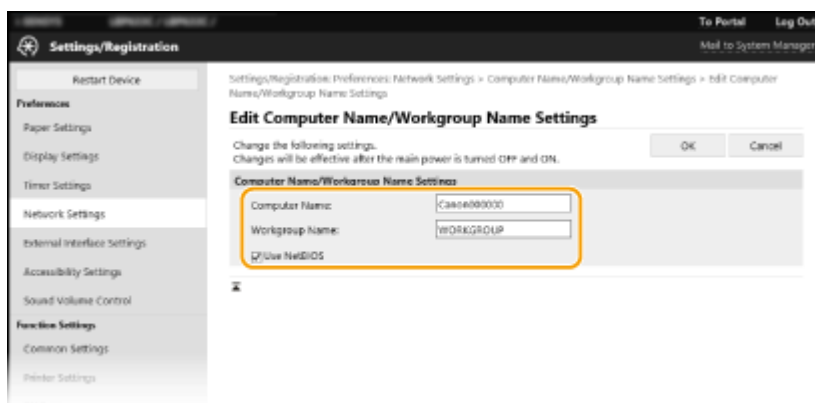 To Portal Log Out
Settings/Registration
Mail to System Manager
Restart Device
Preferences
Paper Settings
Display Settings
Timer Settings
Network Settings
External Interface Settings
Accessibility Settings
Sound Volume Control
Function Settings
Common Settings
Printer Settings
Settings/Registration: Preferences: Network Settings > Computer Name/Workgroup Name Settings > Edit Computer
Name/Workgroup Name Settings
Edit Computer Name/Workgroup Name Settings
Change the following settings.
Changes will be effective after the main power is turned OFF and ON.
OK Cancel
Computer Name/Workgroup Name Settings
Computer Name: Canon000000
Workgroup Name: WORKGROUP
Use NetBIOS